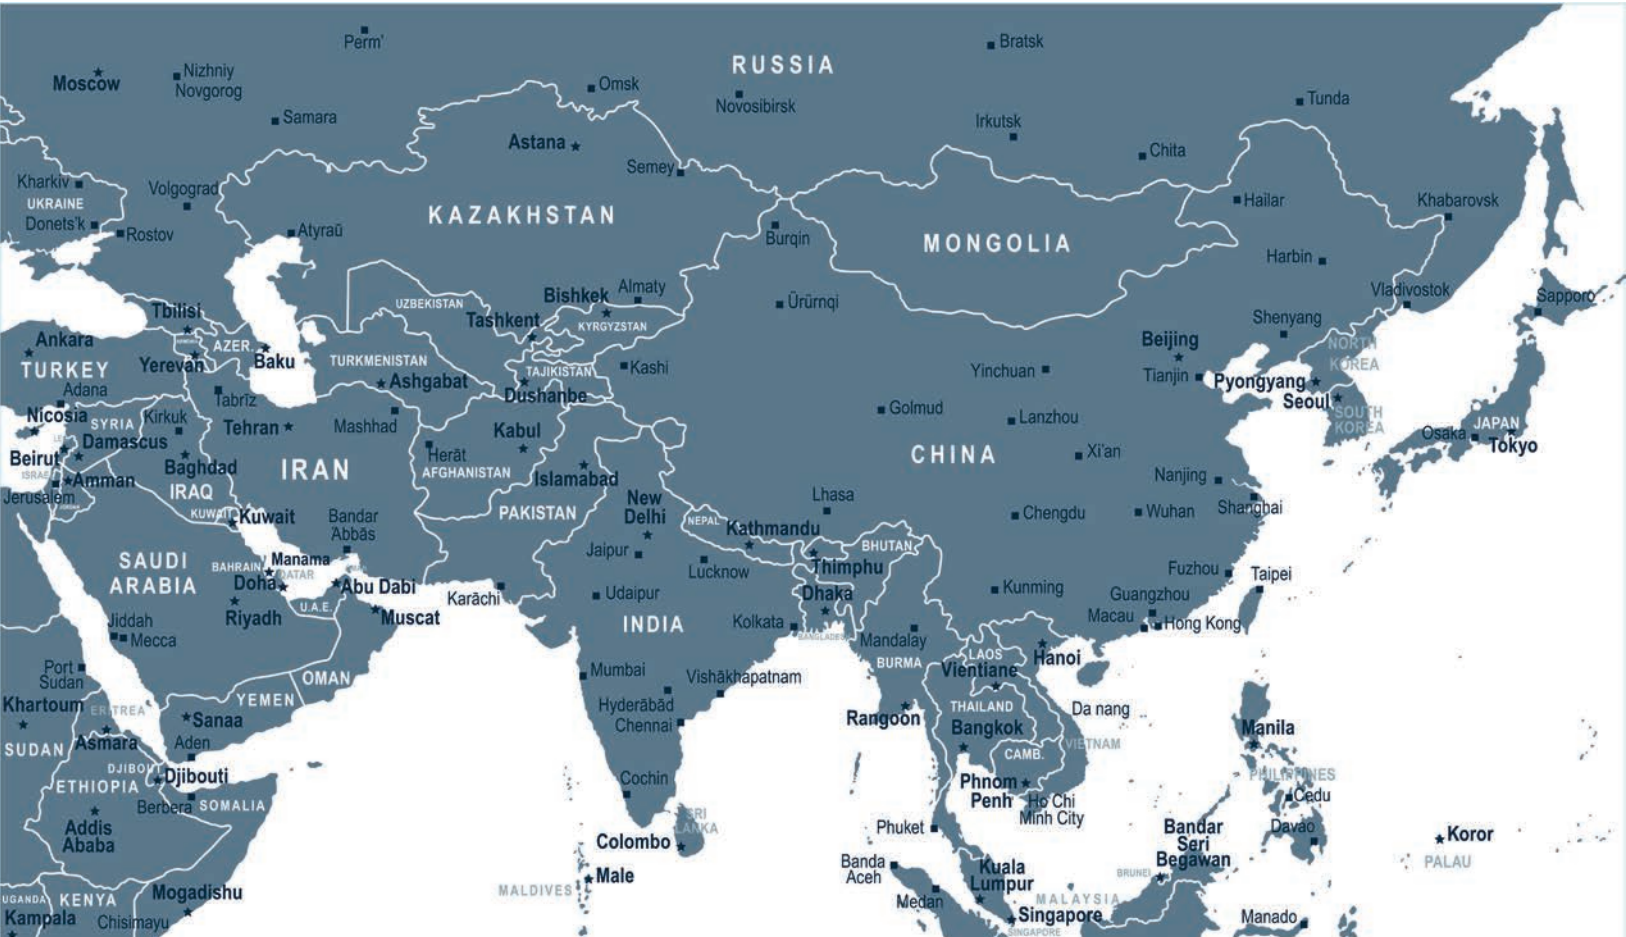 Perm'
Bratsk
RUSSIA
Moscow
Nizhniy
Novgorog
Omsk
Novosibirsk
Tunda
Samara
Irkutsk
Astana
Chita
Semey
Kharkiv
Volgograd
UKRAINE
Donets'k
Rostov
Atyraū
KAZAKHSTAN
Burqin
MONGOLIA
Hailar
Khabarovsk
Harbin
Vladivostok
Sapporo
Tbilisi
UZBEKISTAN
Bishkek
Almaty
Ürürnqi
Tashkent
KYRGYZSTAN
Shenyang
Ankara
AZER.
Baku
Yerevan
TURKMENISTAN
Ashgabat
TAJIKISTAN
Dushanbe
Kashi
Beijing
Tianjin
Yinchuan
NORTH
KOREA
Pyongyang
Seoul
SOUTH
KOREA
TURKEY
Adana
Tabrīz
Nicosia
SYRIA
Kirkuk
Tehran
Mashhad
Golmud
Lanzhou
JAPAN
Osaka
Tokyo
Damascus
Beirut
Baghdad
IRAN
Herāt
Kabul
AFGHANISTAN
Islamabad
CHINA
Xi'an
Nanjing
ISRAE
Amman
Jerusalem
JORDAN
IRAQ
KUWAIT
Kuwait
Bandar
'Abbās
PAKISTAN
New
Delhi
NEPAL
Kathmandu
Lhasa
Chengdu
Wuhan
Shanghai
SAUDI
ARABIA
BAHRAIN
Manama
QATAR
Doha
Abu Dabi
U.A.E.
Riyadh
Muscat
Karāchi
Jaipur
Lucknow
Udaipur
BHUTAN
Thimphu
Dhaka
BANGLADESH
Kolkata
INDIA
Kunming
Fuzhou
Taipei
Guangzhou
Macau
Hong Kong
Jiddah
Mecca
Port
Sudan
OMAN
YEMEN
Mumbai
Vishākhapatnam
Hyderābād
Chennai
Mandalay
BURMA
LAOS
Vientiane
Hanoi
Khartoum
ERITREA
Sanaa
Rangoon
THAILAND
Bangkok
Da nang
Manila
SUDAN
Asmara
Aden
DJIBOUTI
Djibouti
ETHIOPIA
CAMB.
VIETNAM
PHILIPPINES
Berbera
SOMALIA
Cochin
Phnom
Penh
Ho Chi
Minh City
Cedu
Addis
Ababa
SRI
LANKA
Colombo
Phuket
Bandar
Seri
Begawan
Davao
Koror
PALAU
Banda
Aceh
Kuala
Lumpur
BRUNEI
MALDIVES
Male
Medan
MALAYSIA
UGANDA
KENYA
Mogadishu
Kampala
Chisimayu
Singapore
SINGAPORE
Manado